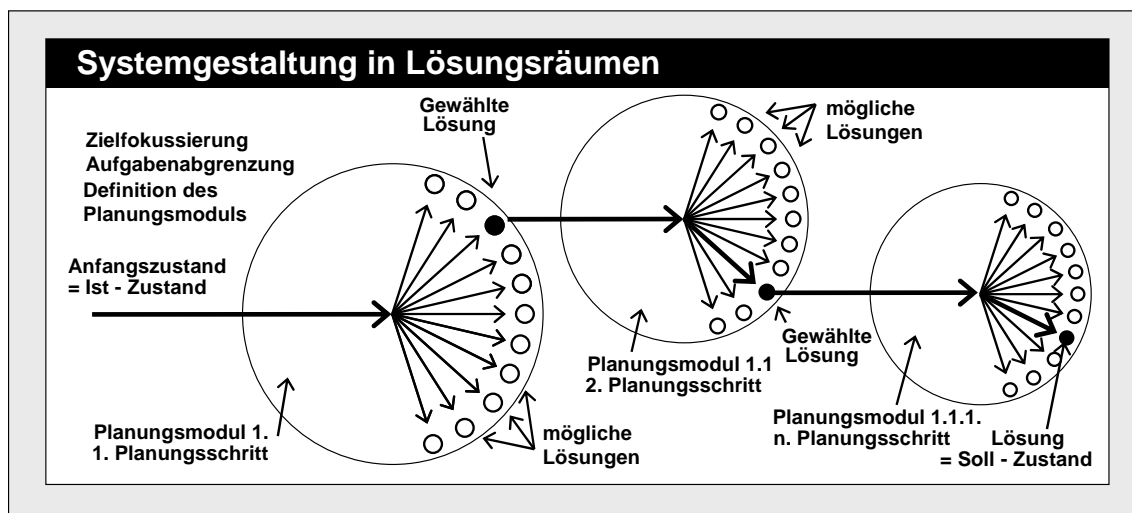 Systemgestaltung in Lösungsräumen
Zielfokussierung
Aufgabenabgrenzung
Definition des
Planungsmoduls
Gewählte
Lösung
mögliche
Lösungen
Anfangszustand
= Ist - Zustand
Planungsmodul 1.
1. Planungsschritt
mögliche
Lösungen
Planungsmodul 1.1
2. Planungsschritt
Gewählte
Lösung
Planungsmodul 1.1.1.
n. Planungsschritt
Lösung
= Soll - Zustand